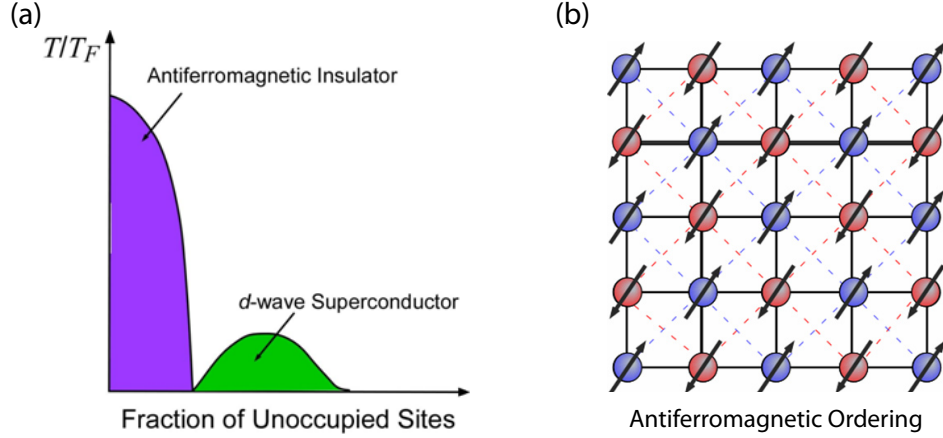 (a)
T/T_F
Antiferromagnetic Insulator
d-wave Superconductor
Fraction of Unoccupied Sites
(b)
Antiferromagnetic Ordering